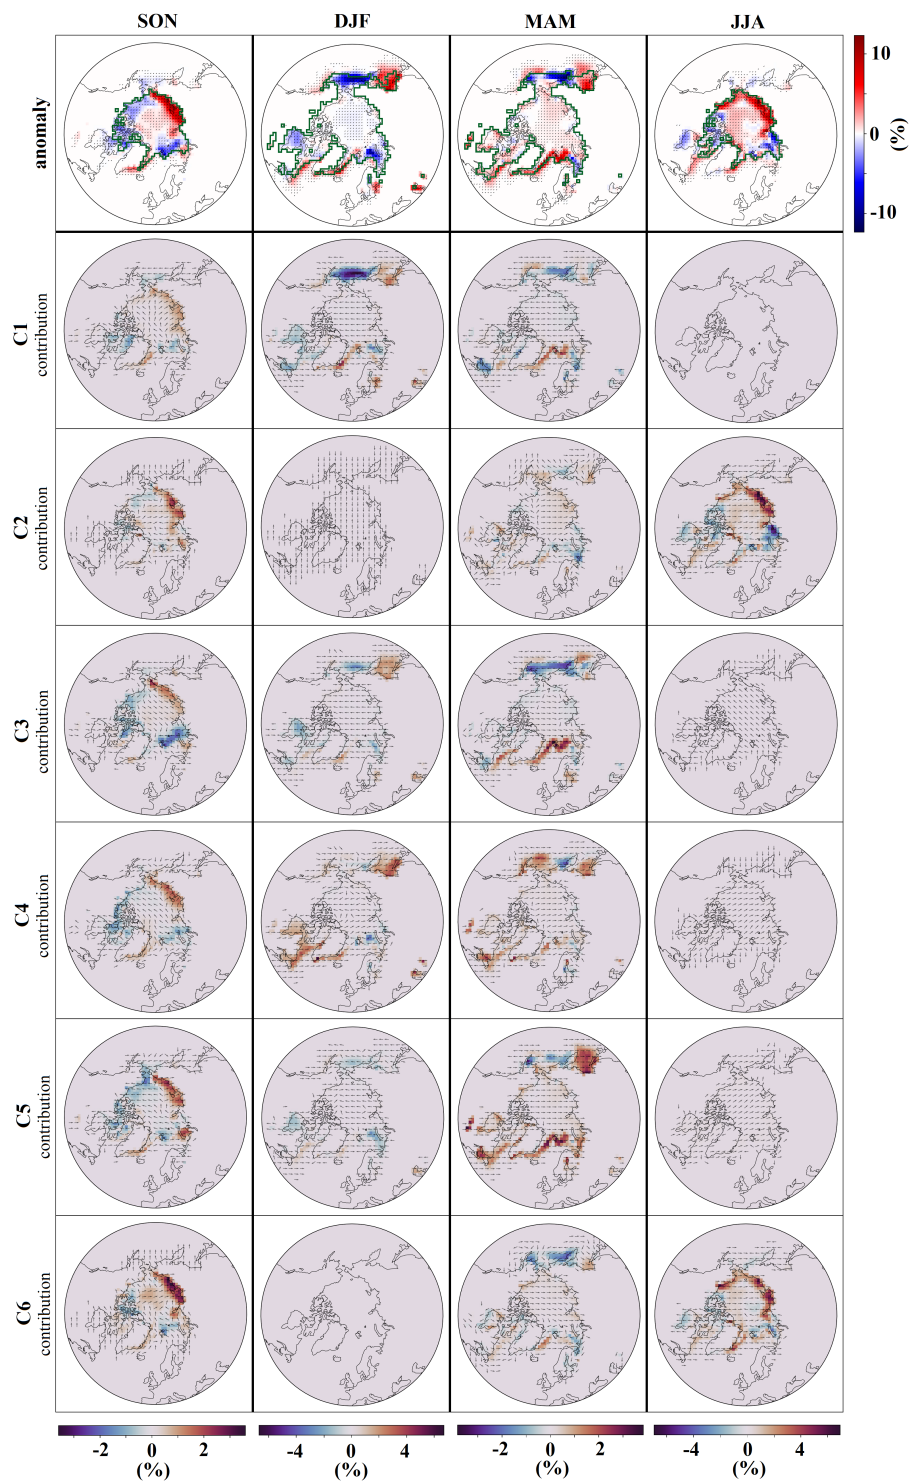 SON DJF MAM JJA
anomaly
10
0
-10
(%)
C1
contribution
C2
contribution
C3
contribution
C4
contribution
C5
contribution
C6
contribution
-2 0 2 -4 0 4 -2 0 2 -4 0 4
(%) (%) (%) (%)